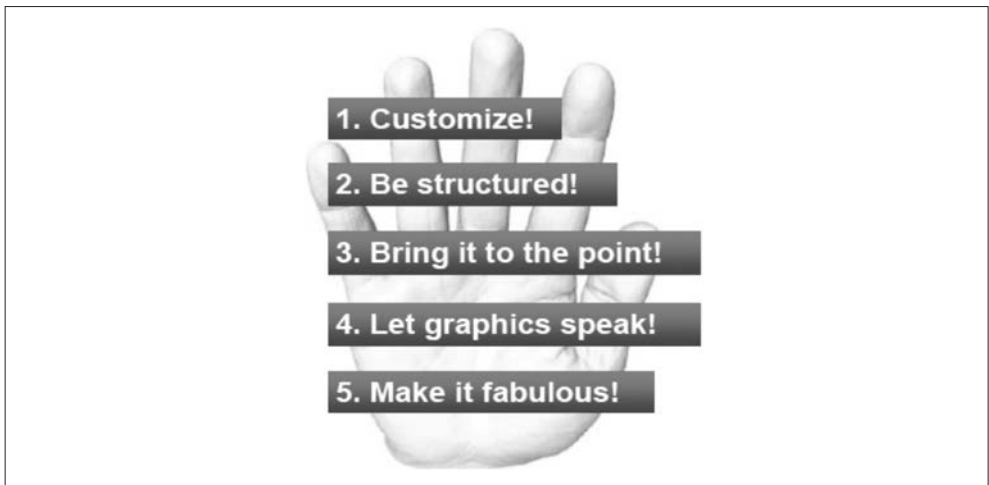 1. Customize!
2. Be structured!
3. Bring it to the point!
4. Let graphics speak!
5. Make it fabulous!